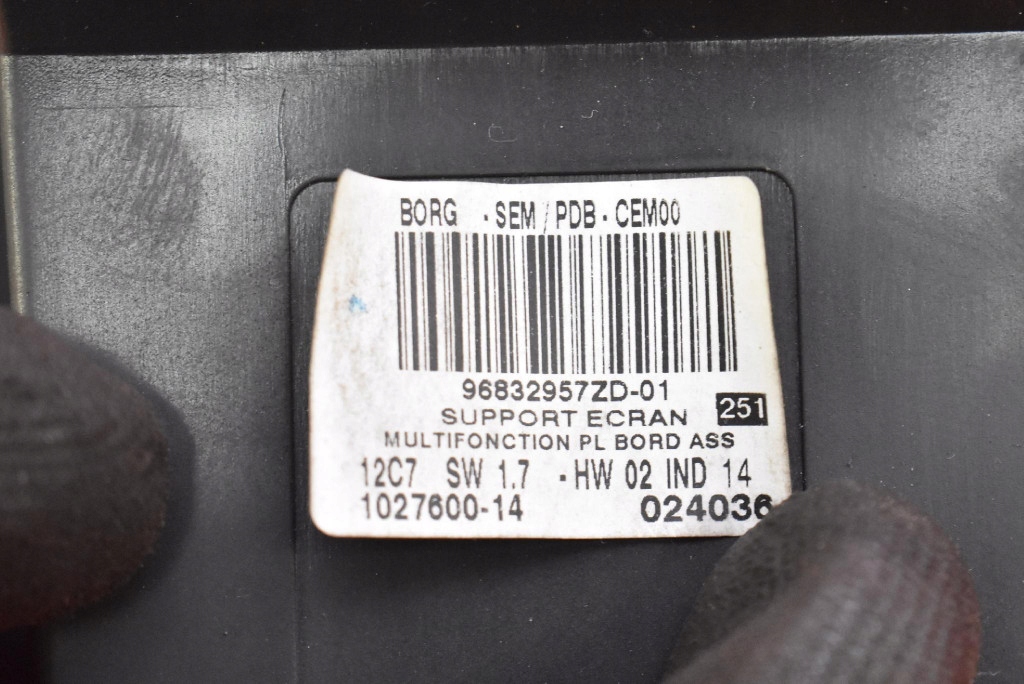 BORG - SEM / PDB - CEM00
96832957ZD-01
SUPPORT ECRAN 251
MULTIFONCTION PL BORD ASS
12C7 SW 1.7 - HW 02 IND 14
1027600-14 024036